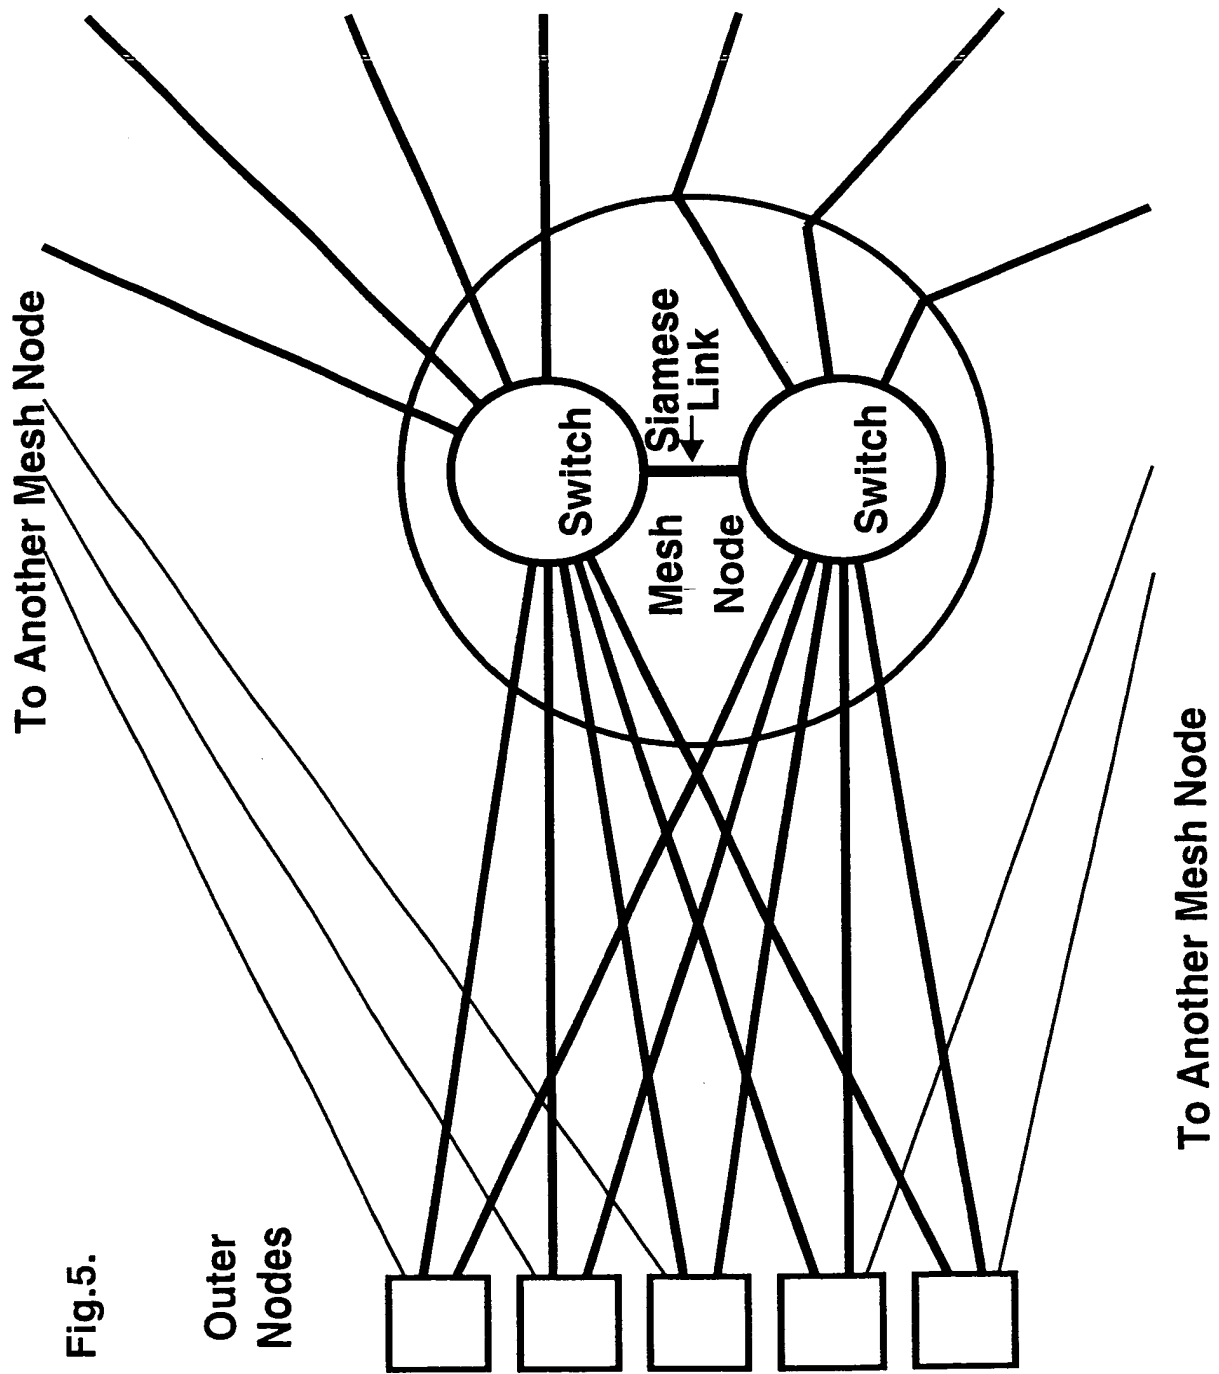 Fig.5.
To Another Mesh Node
Outer
Nodes
Switch
Mesh
Node
Siamese
Link
Switch
To Another Mesh Node